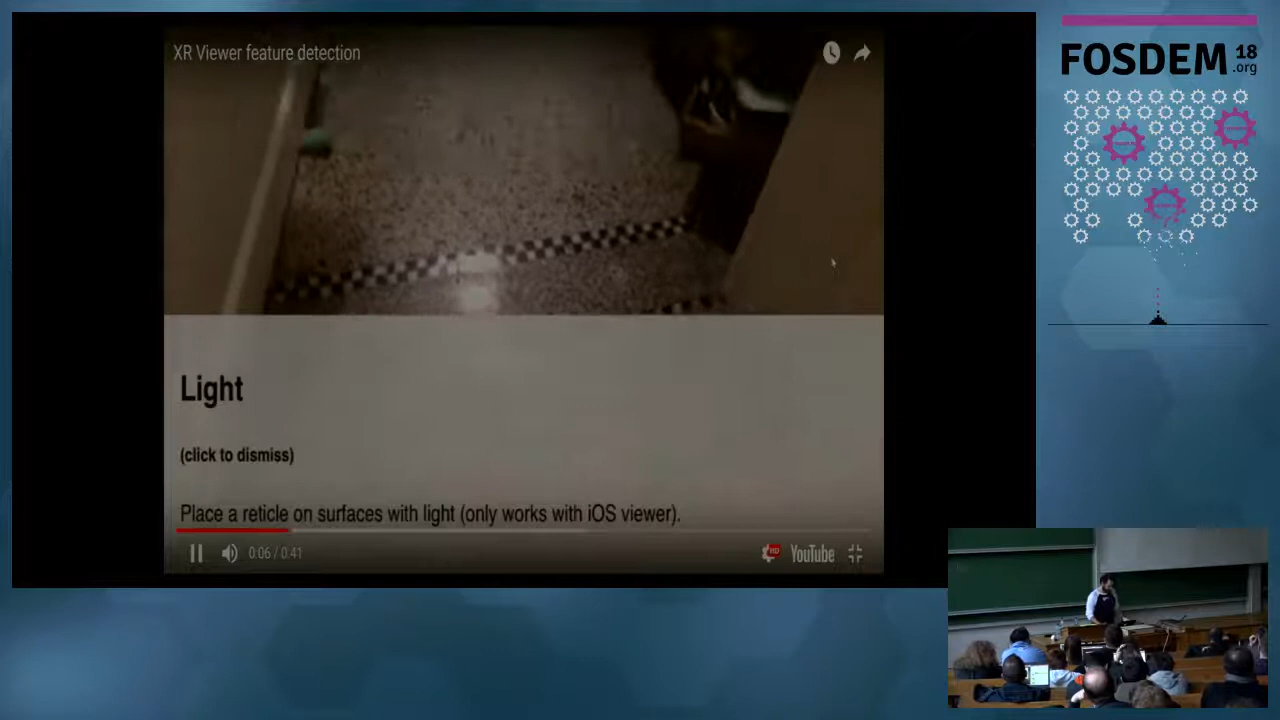 XR Viewer feature detection
FOSDEM 18
.org
Light
(click to dismiss)
Place a reticle on surfaces with light (only works with iOS viewer).
0:06 / 0:41
HD
YouTube